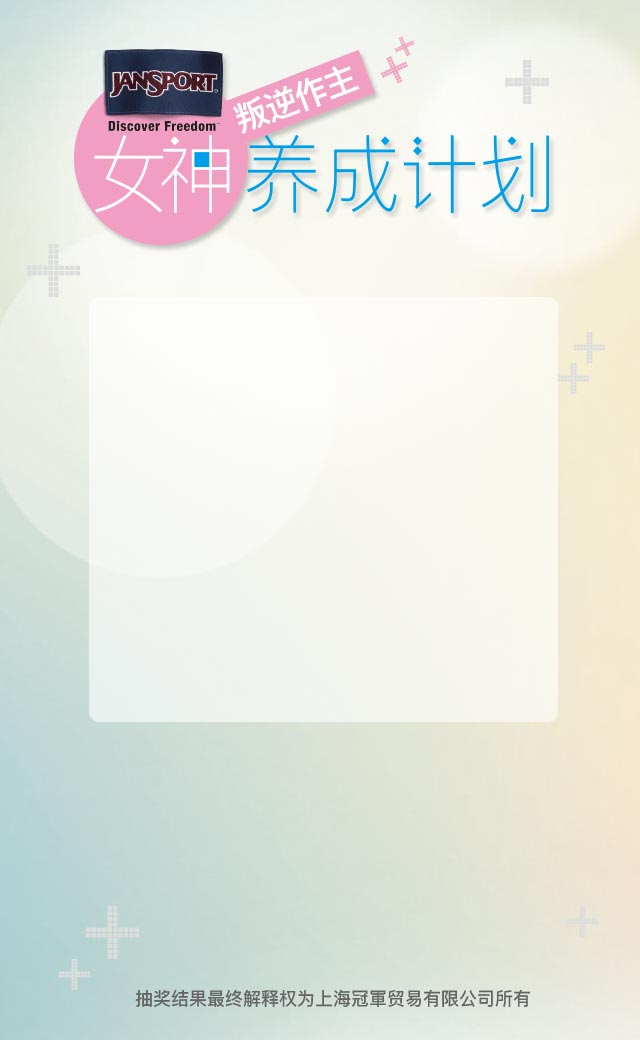 JANSPORT
Discover Freedom
叛逆作主
女神养成计划
抽奖结果最终解释权为上海冠軍贸易有限公司所有